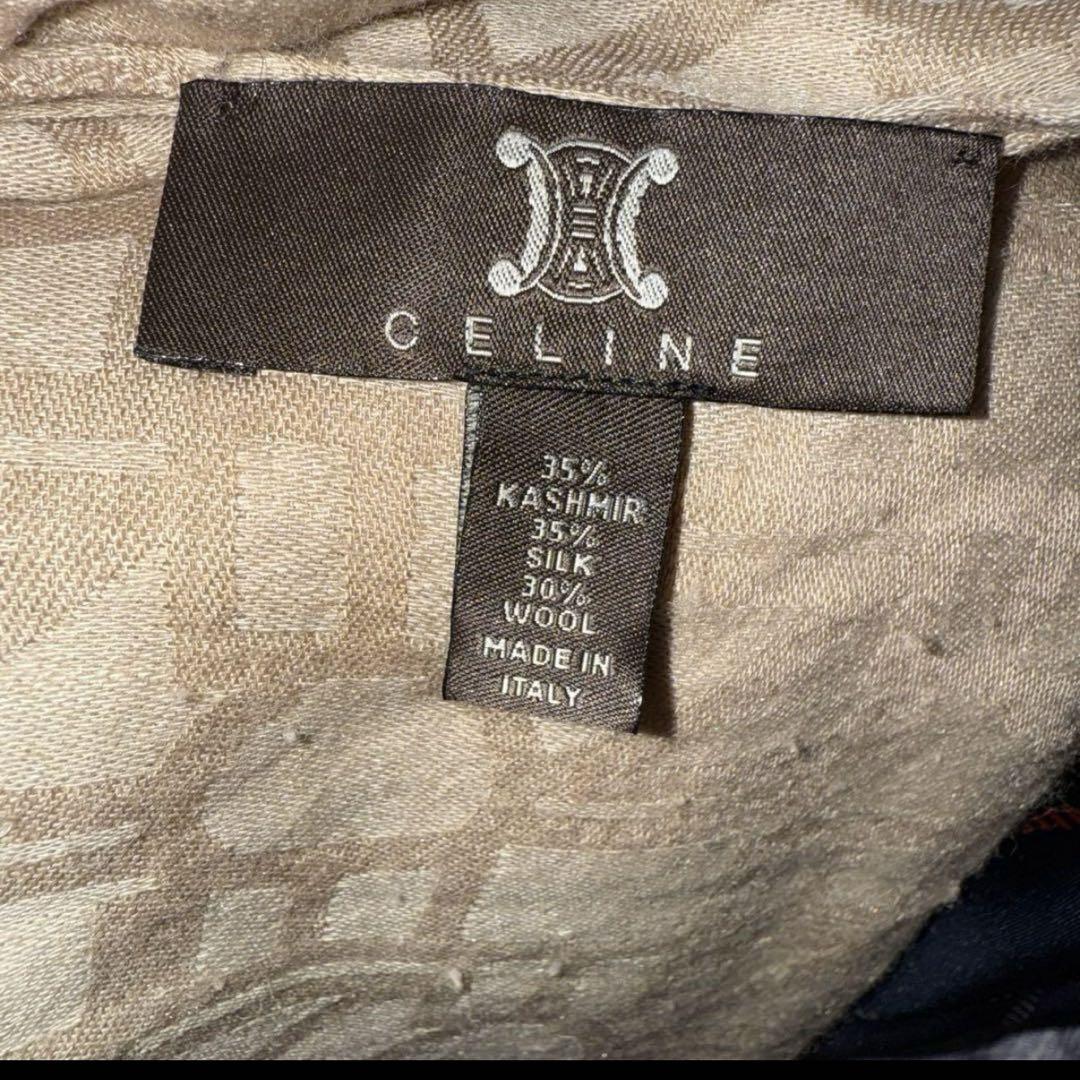 CELINE
35%
KASHMIR
35%
SILK
30%
WOOL
MADE IN
ITALY